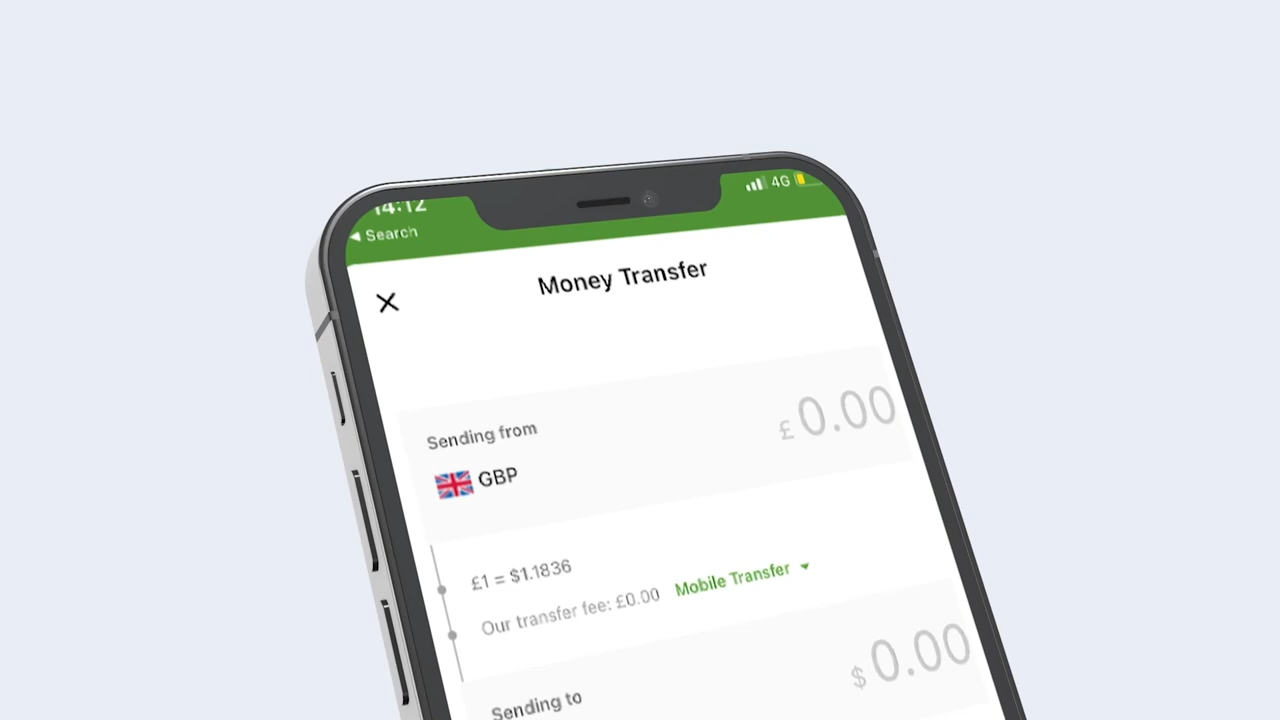 14:12
4G
◀ Search
Money Transfer
Sending from
£0.00
GBP
£1 = $1.1836
Our transfer fee: £0.00 Mobile Transfer
$0.00
Sending to